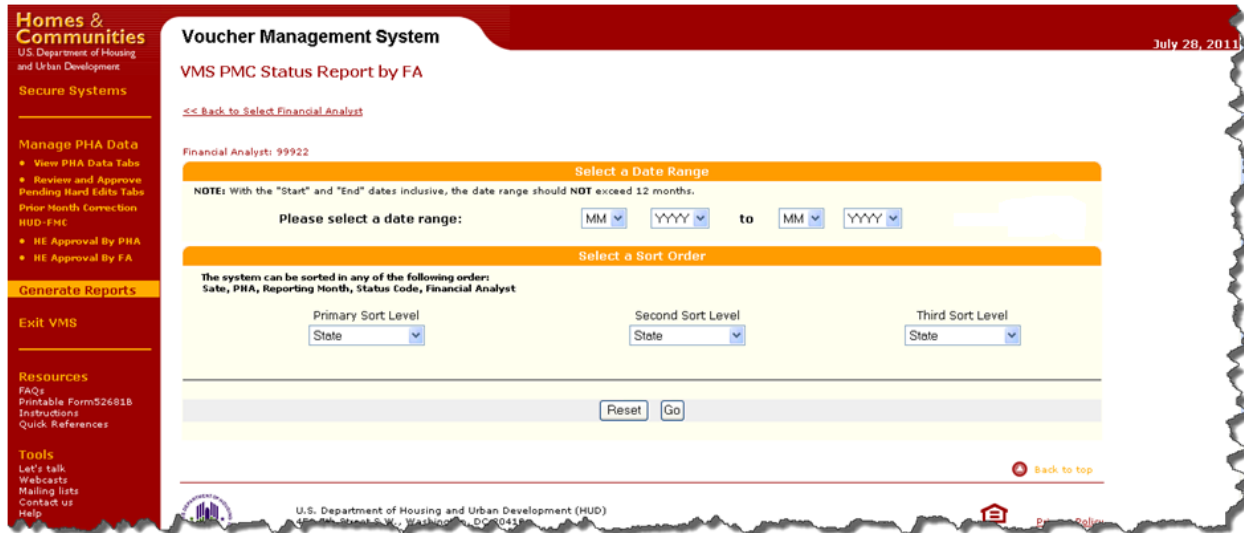 Homes &
Communities
U.S. Department of Housing
and Urban Development
Secure Systems
Manage PHA Data
• View PHA Data Tabs
• Review and Approve
Pending Hard Edits Tabs
Prior Month Correction
HUD-FMC
• HE Approval By PHA
• HE Approval By FA
Generate Reports
Exit VMS
Resources
FAQs
Printable Form52681B
Instructions
Quick References
Tools
Let's talk
Webcasts
Mailing lists
Contact us
Help
Voucher Management System
July 28, 2011
VMS PMC Status Report by FA
<< Back to Select Financial Analyst
Financial Analyst: 99922
Select a Date Range
NOTE: With the "Start" and "End" dates inclusive, the date range should NOT exceed 12 months.
Please select a date range: MM YYYY to MM YYYY
Select a Sort Order
The system can be sorted in any of the following order:
Sate, PHA, Reporting Month, Status Code, Financial Analyst
Primary Sort Level Second Sort Level Third Sort Level
State State State
Reset Go
Back to top
U.S. Department of Housing and Urban Development (HUD)
Washington, DC